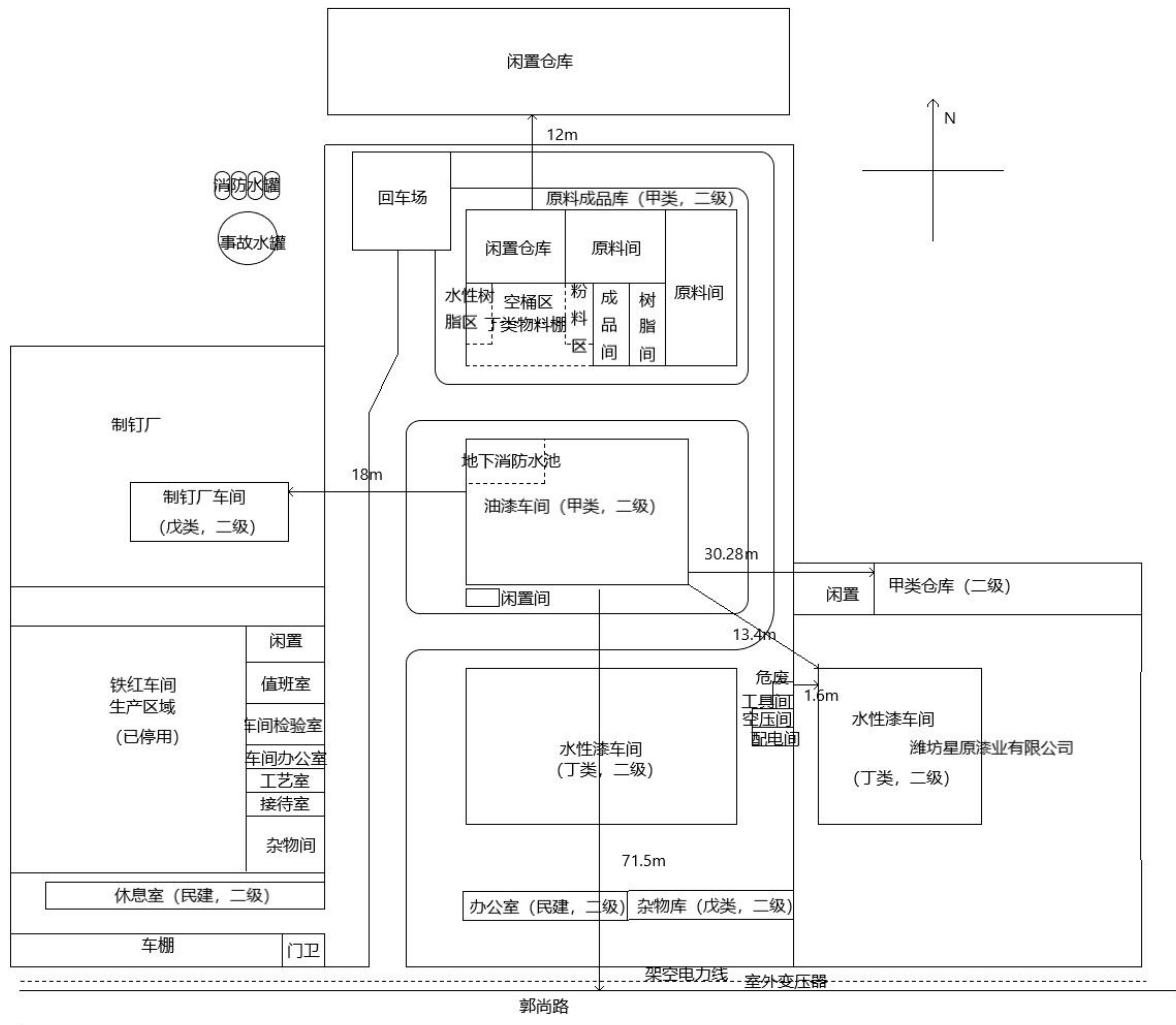 闲置仓库
12m
N
消防水罐
事故水罐
回车场
原料成品库（甲类，二级）
闲置仓库
原料间
原料间
水性树
脂区
空桶区
丁类物料棚
粉
料
区
成
品
间
树
脂
间
制钉厂
制钉厂车间
（戊类，二级）
18m
地下消防水池
油漆车间（甲类，二级）
30.28m
闲置间
闲置
甲类仓库（二级）
13.4m
闲置
铁红车间
生产区域
（已停用）
值班室
车间检验室
车间办公室
工艺室
接待室
杂物间
水性漆车间
（丁类，二级）
危废
工具间
空压间
配电间
1.6m
水性漆车间
潍坊星原漆业有限公司
（丁类，二级）
71.5m
休息室（民建，二级）
办公室（民建，二级）
杂物库（戊类，二级）
车棚
门卫
架空电力线
室外变压器
郭尚路